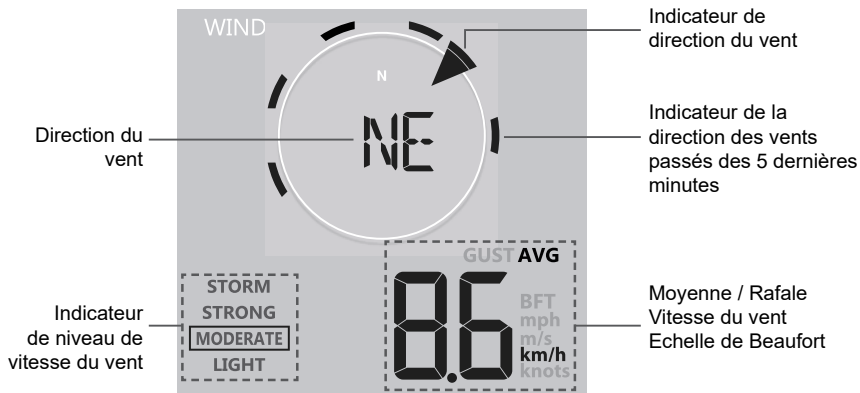 WIND
Indicateur de
direction du vent
N
NE
Direction du
vent
Indicateur de la
direction des vents
passés des 5 dernières
minutes
GUST AVG
8.6
BFT
mph
m/s
km/h
knots
STORM
STRONG
MODERATE
LIGHT
Indicateur
de niveau de
vitesse du vent
Moyenne / Rafale
Vitesse du vent
Echelle de Beaufort